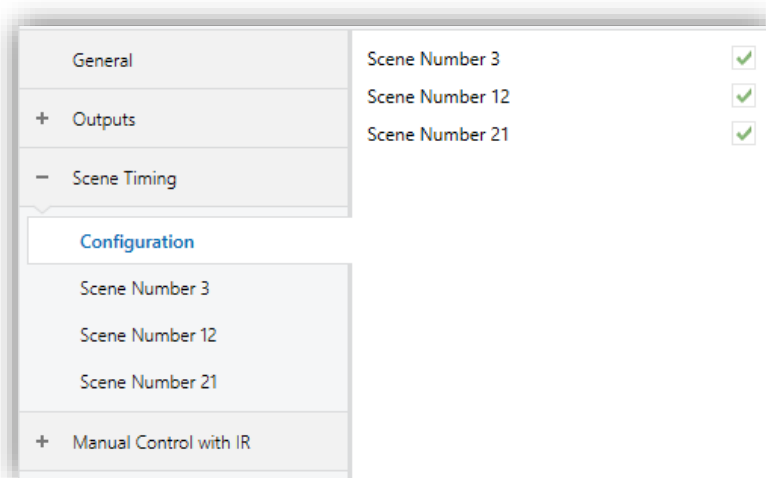 General
Outputs
Scene Timing
Configuration
Scene Number 3
Scene Number 12
Scene Number 21
Manual Control with IR
Scene Number 3
Scene Number 12
Scene Number 21